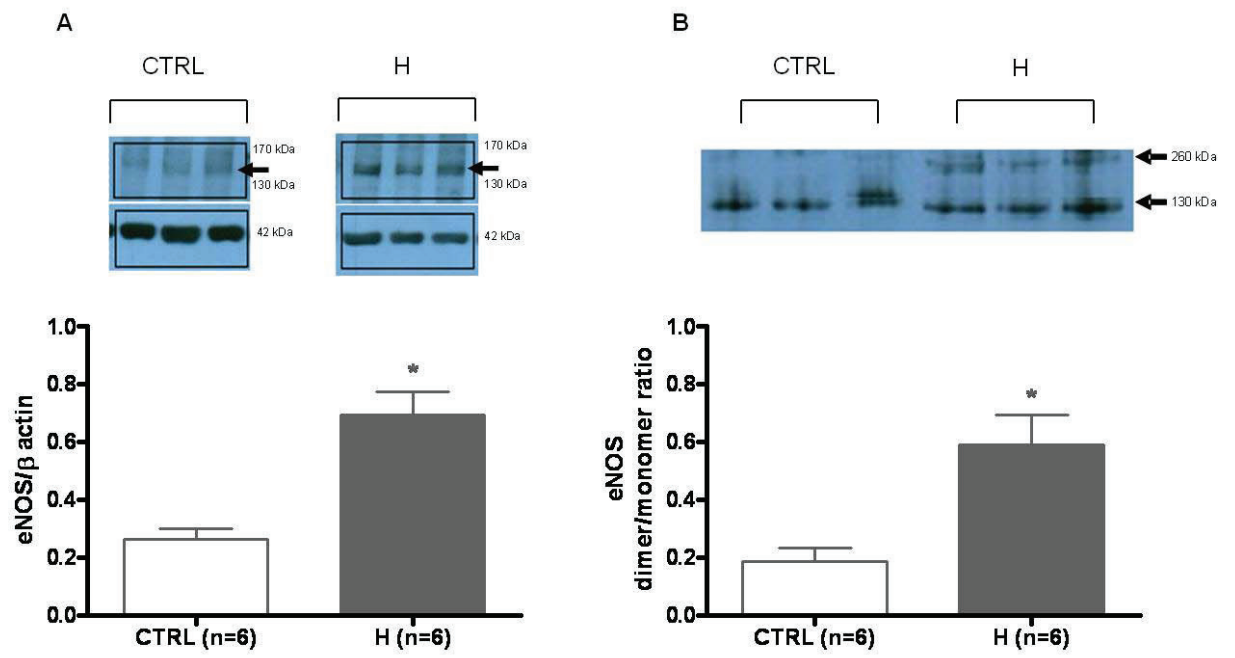 A
CTRL
H
170 kDa
130 kDa
42 kDa
170 kDa
130 kDa
42 kDa
1.0
0.8
0.6
0.4
0.2
0.0
eNOS/β actin
*
CTRL (n=6)
H (n=6)
B
CTRL
H
260 kDa
130 kDa
1.0
0.8
0.6
0.4
0.2
0.0
eNOS
dimer/monomer ratio
*
CTRL (n=6)
H (n=6)